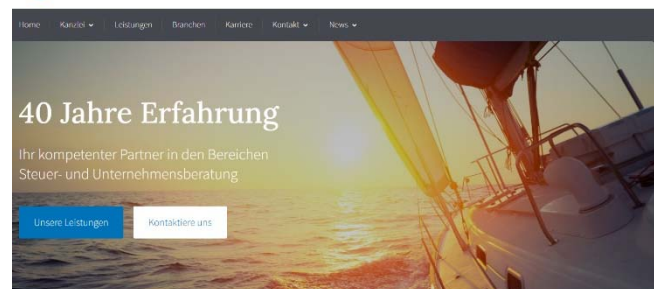 Home Kanzlei Leistungen Branchen Karriere Kontakt News
40 Jahre Erfahrung
Ihr kompetenter Partner in den Bereichen
Steuer- und Unternehmensberatung
Unsere Leistungen Kontaktiere uns